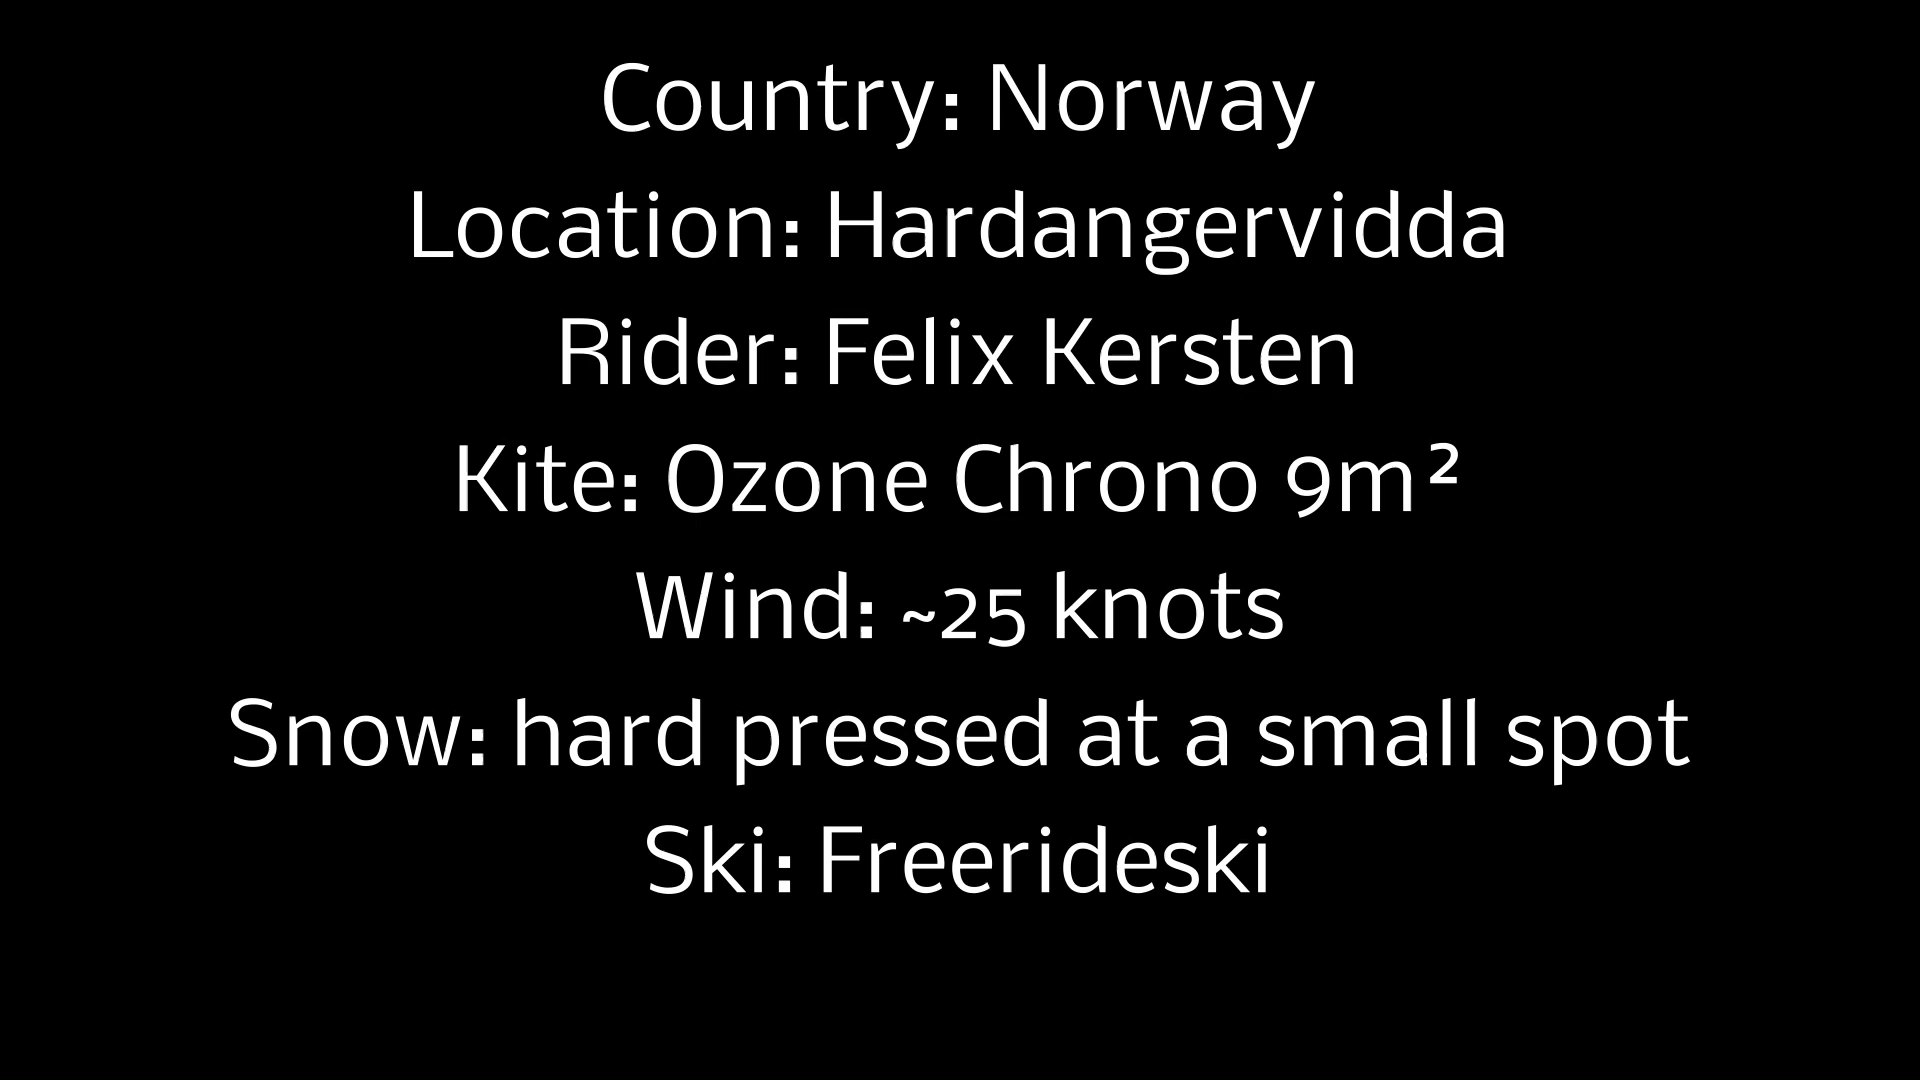 Country: Norway
Location: Hardangervidda
Rider: Felix Kersten
Kite: Ozone Chrono 9m²
Wind: ~25 knots
Snow: hard pressed at a small spot
Ski: Freerideski